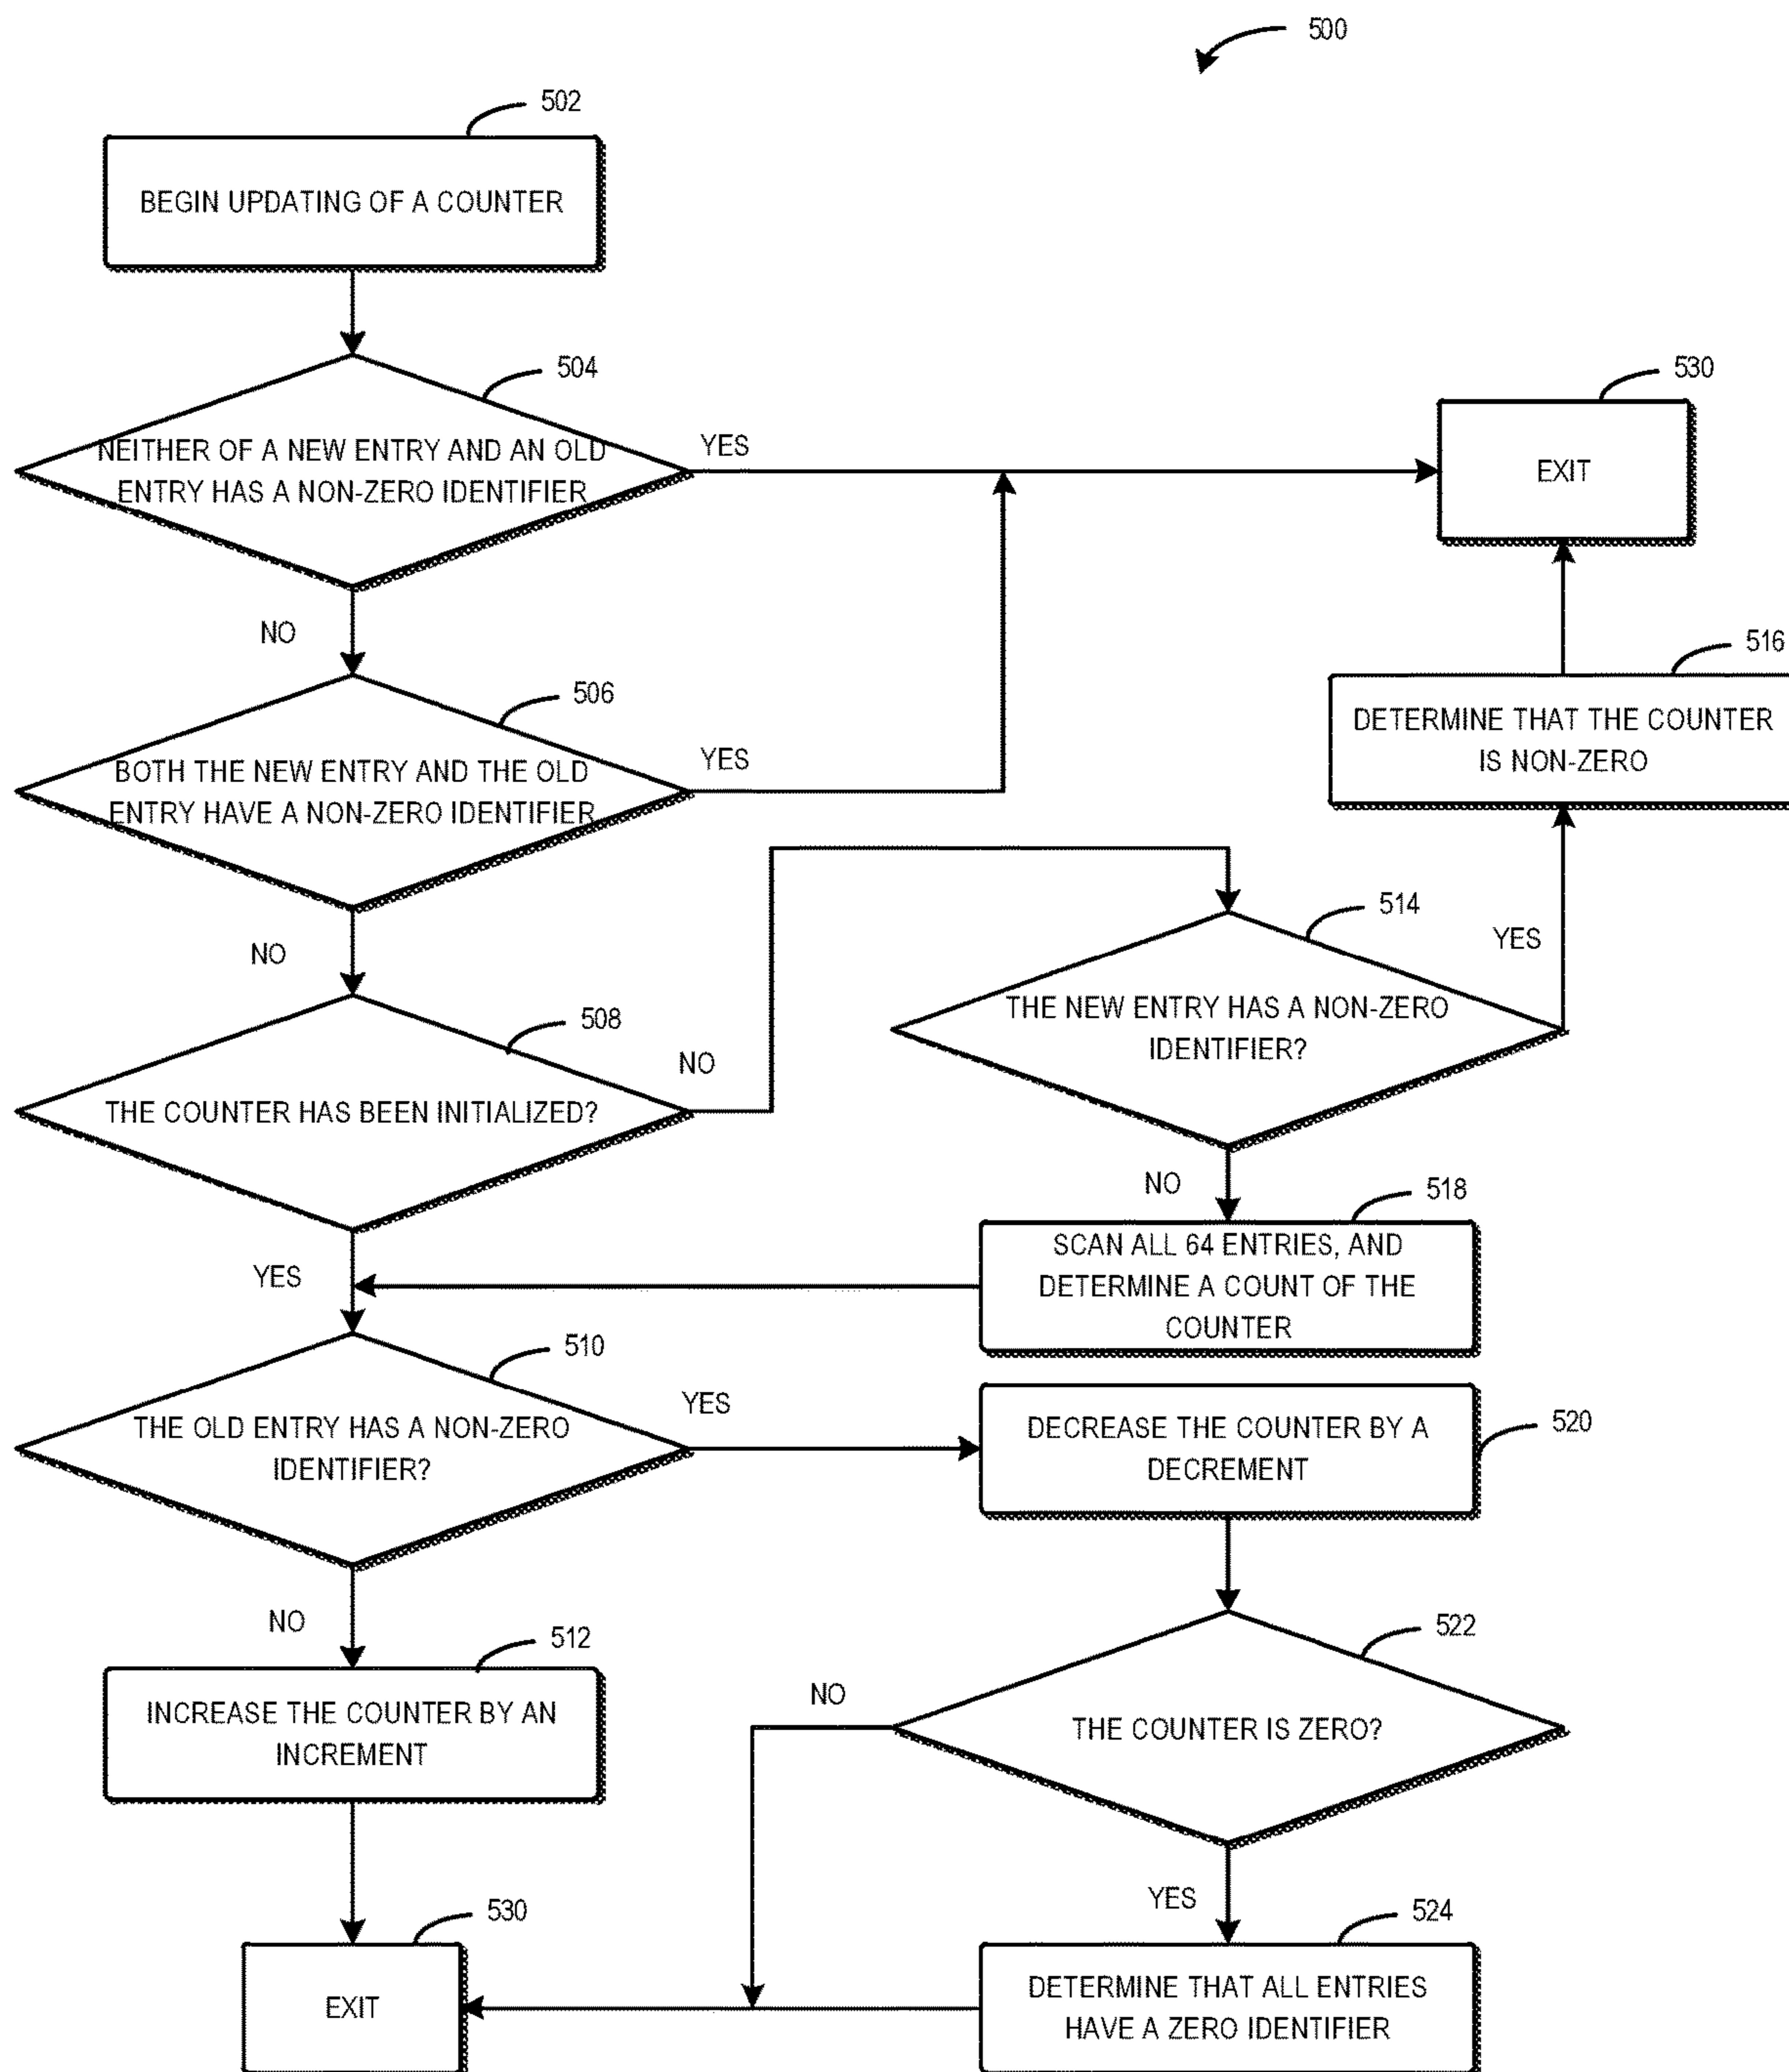 500
502
BEGIN UPDATING OF A COUNTER
504
NEITHER OF A NEW ENTRY AND AN OLD
ENTRY HAS A NON-ZERO IDENTIFIER
YES
530
EXIT
NO
506
BOTH THE NEW ENTRY AND THE OLD
ENTRY HAVE A NON-ZERO IDENTIFIER
YES
516
DETERMINE THAT THE COUNTER
IS NON-ZERO
NO
508
THE COUNTER HAS BEEN INITIALIZED?
NO
514
THE NEW ENTRY HAS A NON-ZERO
IDENTIFIER?
YES
NO
518
SCAN ALL 64 ENTRIES, AND
DETERMINE A COUNT OF THE
COUNTER
YES
510
THE OLD ENTRY HAS A NON-ZERO
IDENTIFIER?
YES
DECREASE THE COUNTER BY A
DECREMENT
520
NO
512
INCREASE THE COUNTER BY AN
INCREMENT
522
THE COUNTER IS ZERO?
NO
YES
530
EXIT
524
DETERMINE THAT ALL ENTRIES
HAVE A ZERO IDENTIFIER